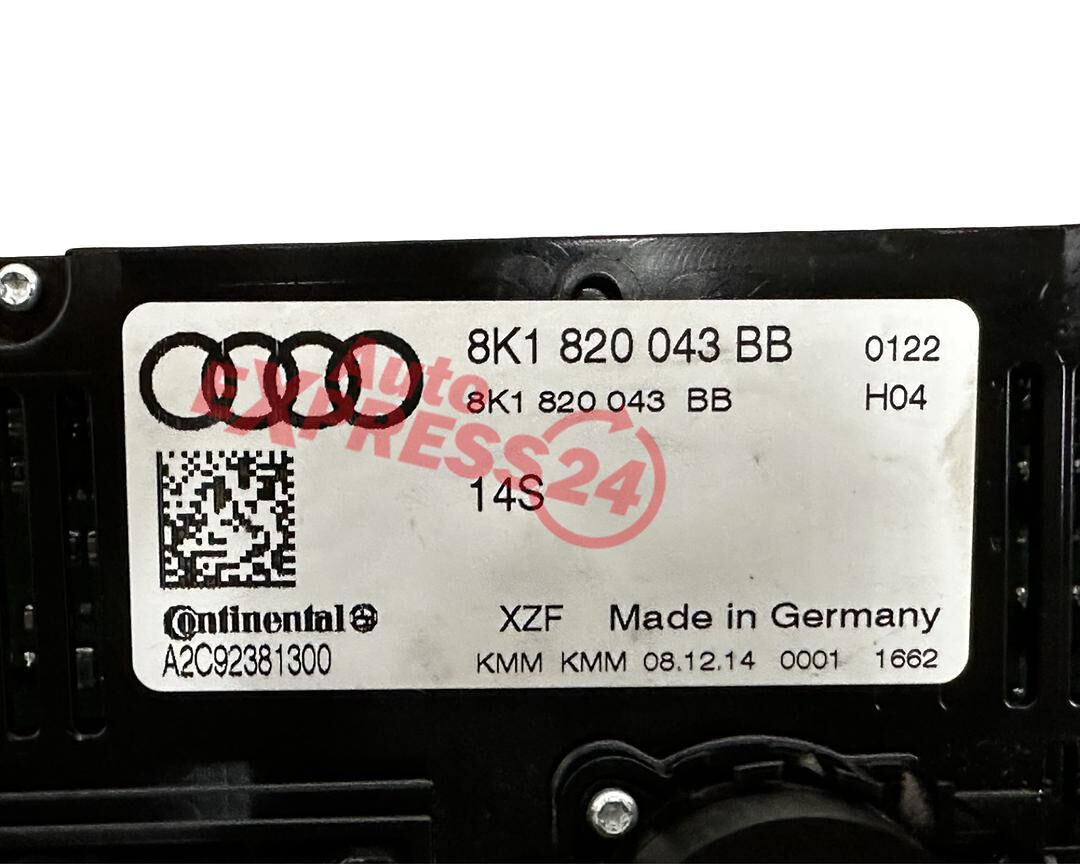 8K1 820 043 BB 0122
8K1 820 043 BB H04
Auto
EXPRESS24
14S
Continental
XZF Made in Germany
A2C92381300
KMM KMM 08.12.14 0001 1662